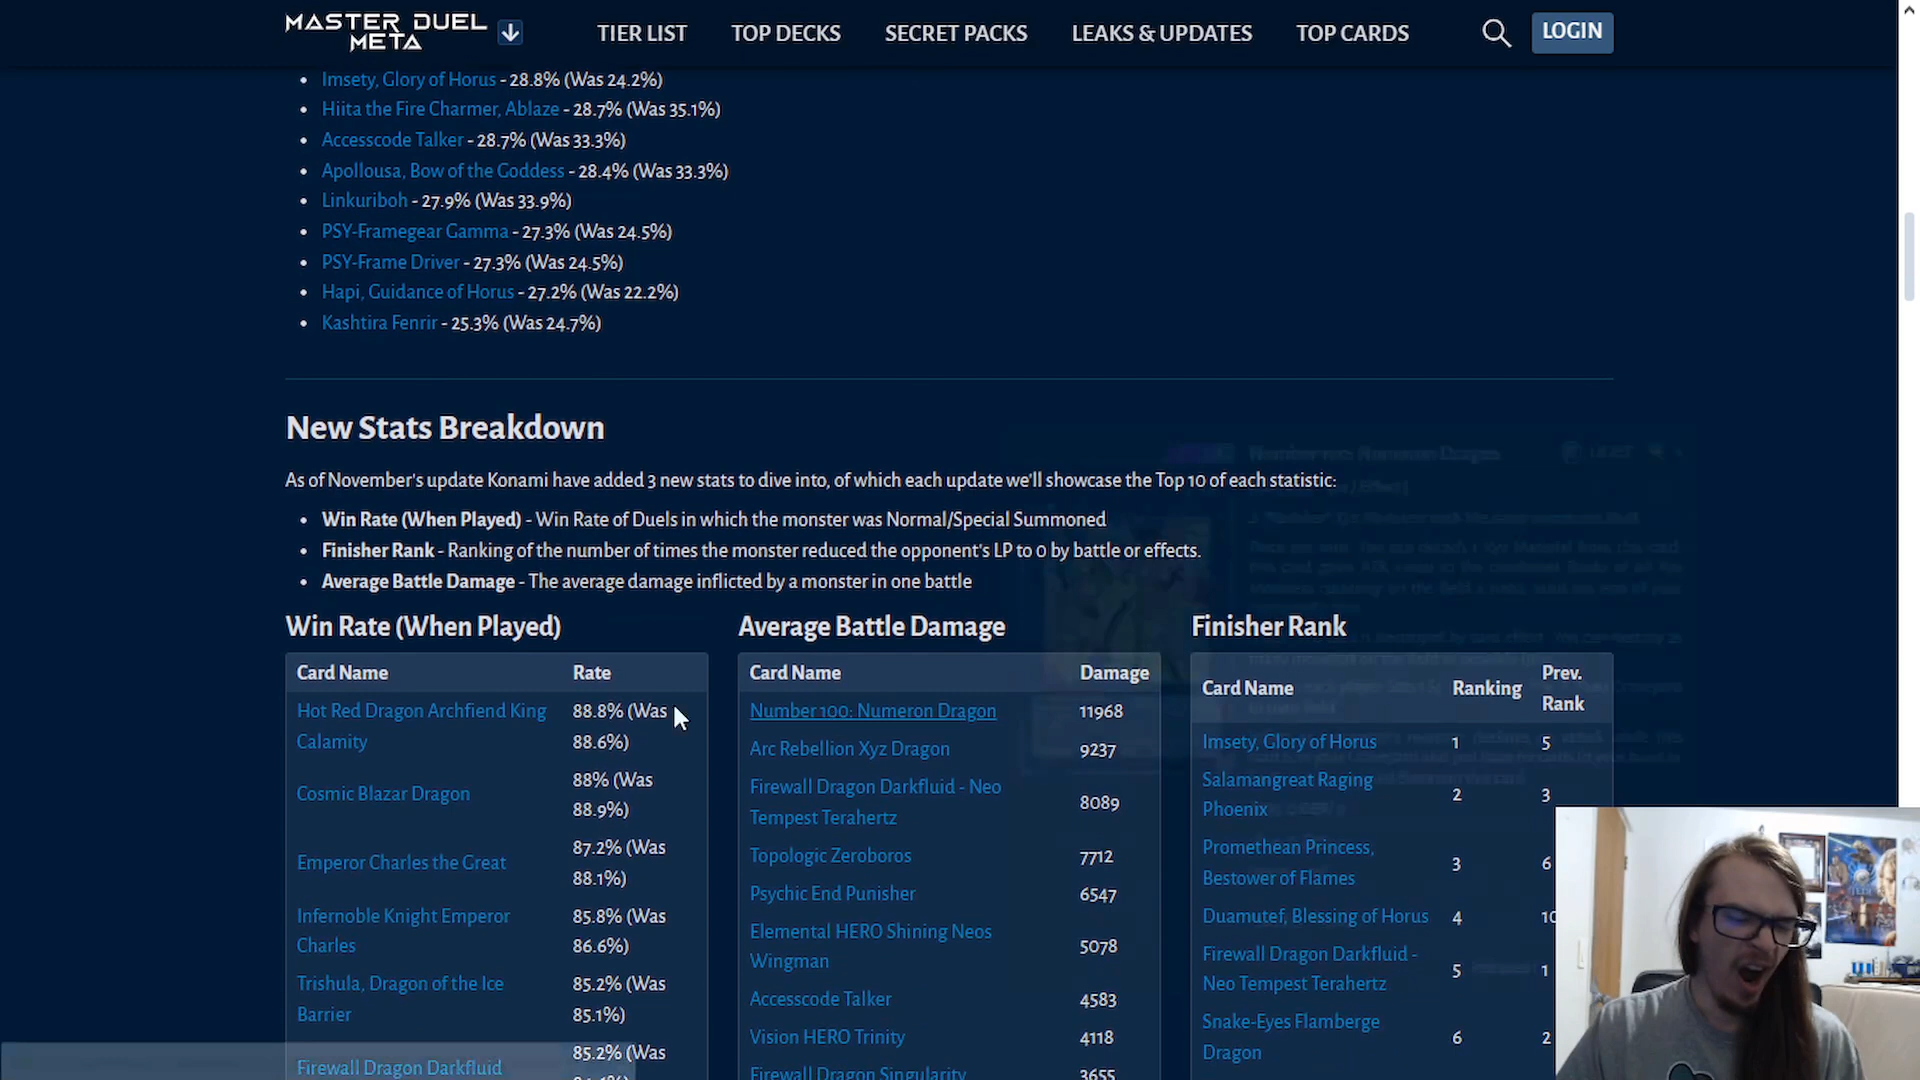 MASTER DUEL
META
TIER LIST
TOP DECKS
SECRET PACKS
LEAKS & UPDATES
TOP CARDS
LOGIN
Imsety, Glory of Horus - 28.8% (Was 24.2%)
Hiita the Fire Charmer, Ablaze - 28.7% (Was 35.1%)
Accesscode Talker - 28.7% (Was 33.3%)
Apollousa, Bow of the Goddess - 28.4% (Was 33.3%)
Linkuriboh - 27.9% (Was 33.9%)
PSY-Framegear Gamma - 27.3% (Was 24.5%)
PSY-Frame Driver - 27.3% (Was 24.5%)
Hapi, Guidance of Horus - 27.2% (Was 22.2%)
Kashtira Fenrir - 25.3% (Was 24.7%)
New Stats Breakdown
As of November's update Konami have added 3 new stats to dive into, of which each update we'll showcase the Top 10 of each statistic:
Win Rate (When Played) - Win Rate of Duels in which the monster was Normal/Special Summoned
Finisher Rank - Ranking of the number of times the monster reduced the opponent's LP to 0 by battle or effects.
Average Battle Damage - The average damage inflicted by a monster in one battle
Win Rate (When Played)
Card Name Rate
Hot Red Dragon Archfiend King 88.8% (Was
Calamity 88.6%)
Cosmic Blazar Dragon 88% (Was
88.9%)
Emperor Charles the Great 87.2% (Was
88.1%)
Infernoble Knight Emperor 85.8% (Was
Charles 86.6%)
Trishula, Dragon of the Ice 85.2% (Was
Barrier 85.1%)
Firewall Dragon Darkfluid 85.2% (Was
Average Battle Damage
Card Name Damage
Number 100: Numeron Dragon 11968
Arc Rebellion Xyz Dragon 9237
Firewall Dragon Darkfluid - Neo
Tempest Terahertz 8089
Topologic Zeroboros 7712
Psychic End Punisher 6547
Elemental HERO Shining Neos
Wingman 5078
Accesscode Talker 4583
Vision HERO Trinity 4118
Firewall Dragon Singularity 3655
Finisher Rank
Card Name Ranking Prev.
Rank
Imsety, Glory of Horus 1 5
Salamangreat Raging
Phoenix 2 3
Promethean Princess,
Bestower of Flames 3 6
Duamutef, Blessing of Horus 4 10
Firewall Dragon Darkfluid -
Neo Tempest Terahertz 5 1
Snake-Eyes Flamberge
Dragon 6 2